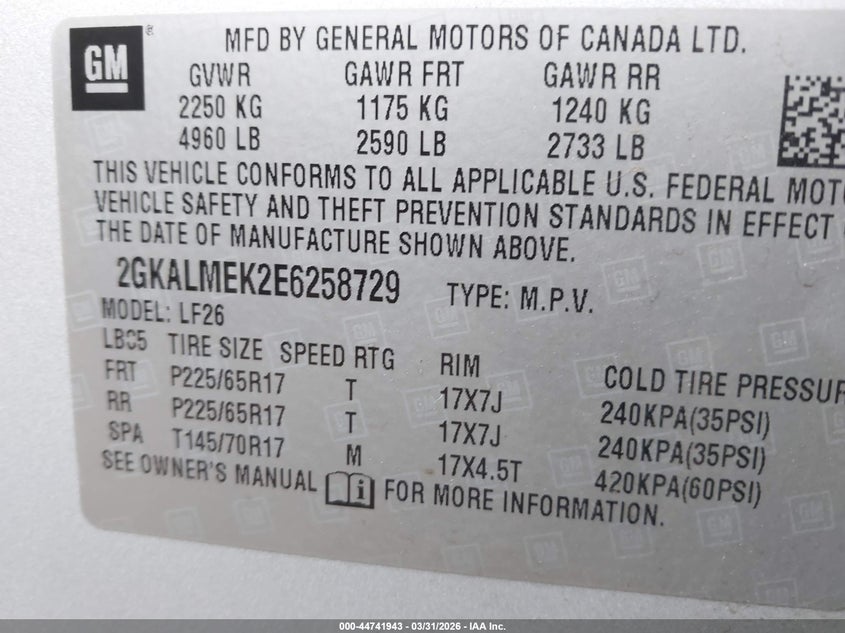 GM
MFD BY GENERAL MOTORS OF CANADA LTD.
GVWR GAWR FRT GAWR RR
2250 KG 1175 KG 1240 KG
4960 LB 2590 LB 2733 LB
THIS VEHICLE CONFORMS TO ALL APPLICABLE U.S. FEDERAL MOTO
VEHICLE SAFETY AND THEFT PREVENTION STANDARDS IN EFFECT
THE DATE OF MANUFACTURE SHOWN ABOVE.
2GKALMEK2E6258729 TYPE: M.P.V.
MODEL: LF26
LBC5 TIRE SIZE SPEED RTG RIM COLD TIRE PRESSUR
FRT P225/65R17 T 17X7J 240KPA(35PSI)
RR P225/65R17 T 17X7J 240KPA(35PSI)
SPA T145/70R17 M 17X4.5T 420KPA(60PSI)
SEE OWNER'S MANUAL i FOR MORE INFORMATION.
000-44741943 - 03/31/2026 - IAA Inc.